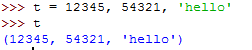 >>> t = 12345, 54321, 'hello'
>>> t
(12345, 54321, 'hello')